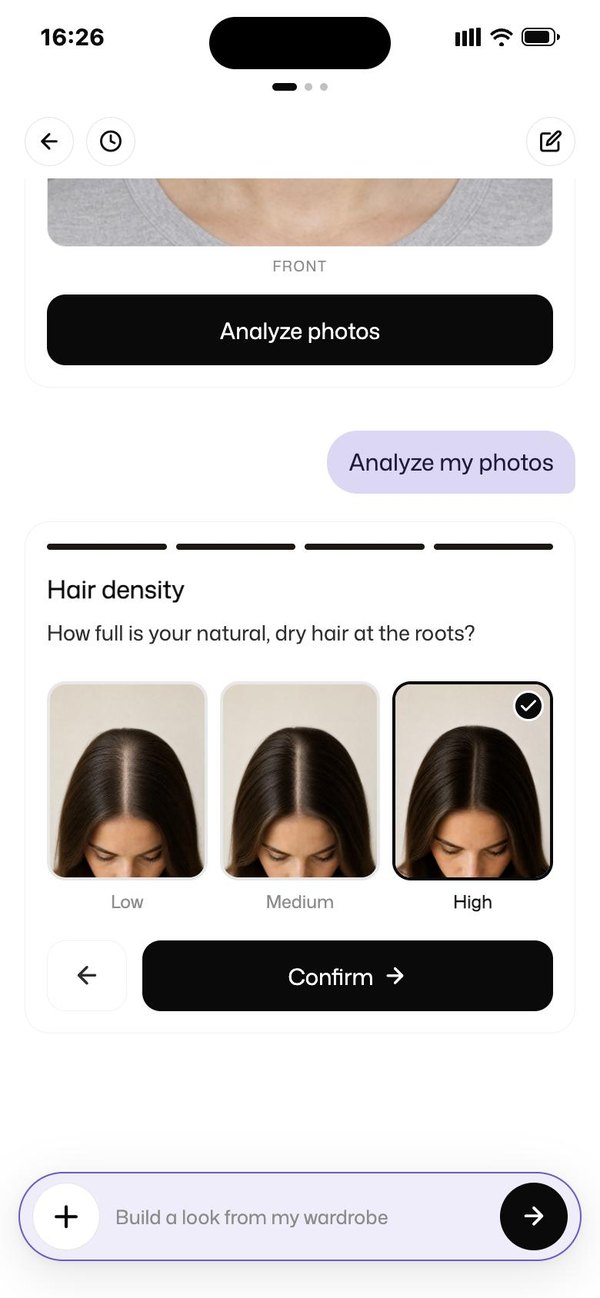 16:26
FRONT
Analyze photos
Analyze my photos
Hair density
How full is your natural, dry hair at the roots?
Low
Medium
High
Confirm
Build a look from my wardrobe